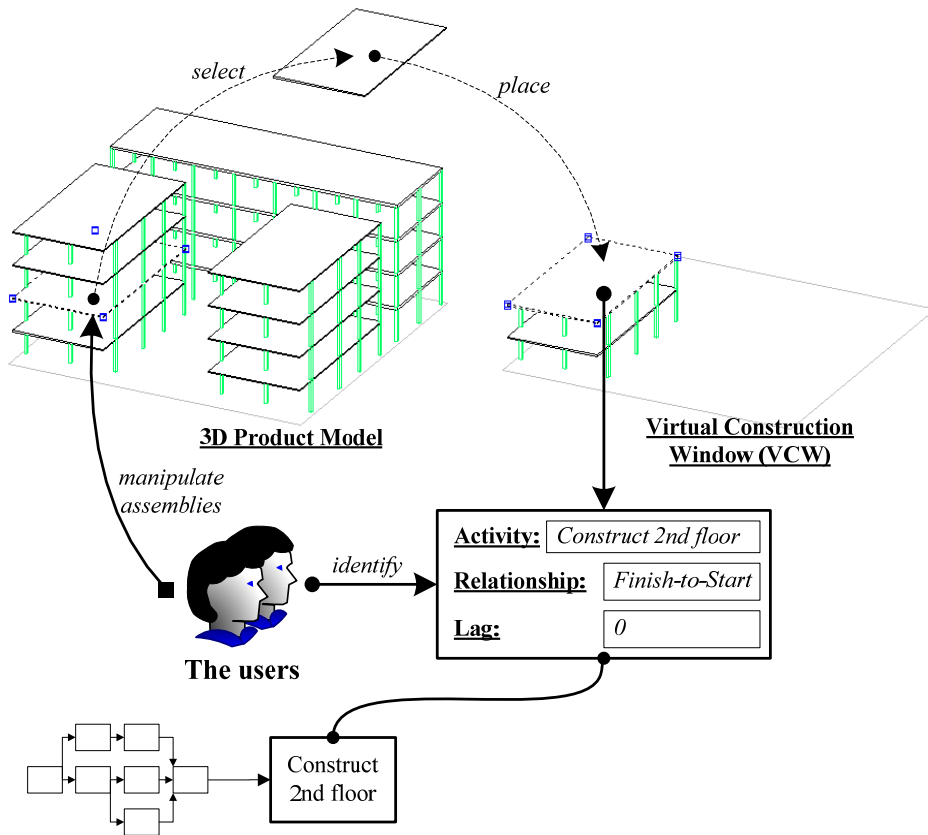 select
place
3D Product Model
Virtual Construction
Window (VCW)
manipulate
assemblies
identify
The users
Activity: Construct 2nd floor
Relationship: Finish-to-Start
Lag: 0
Construct
2nd floor